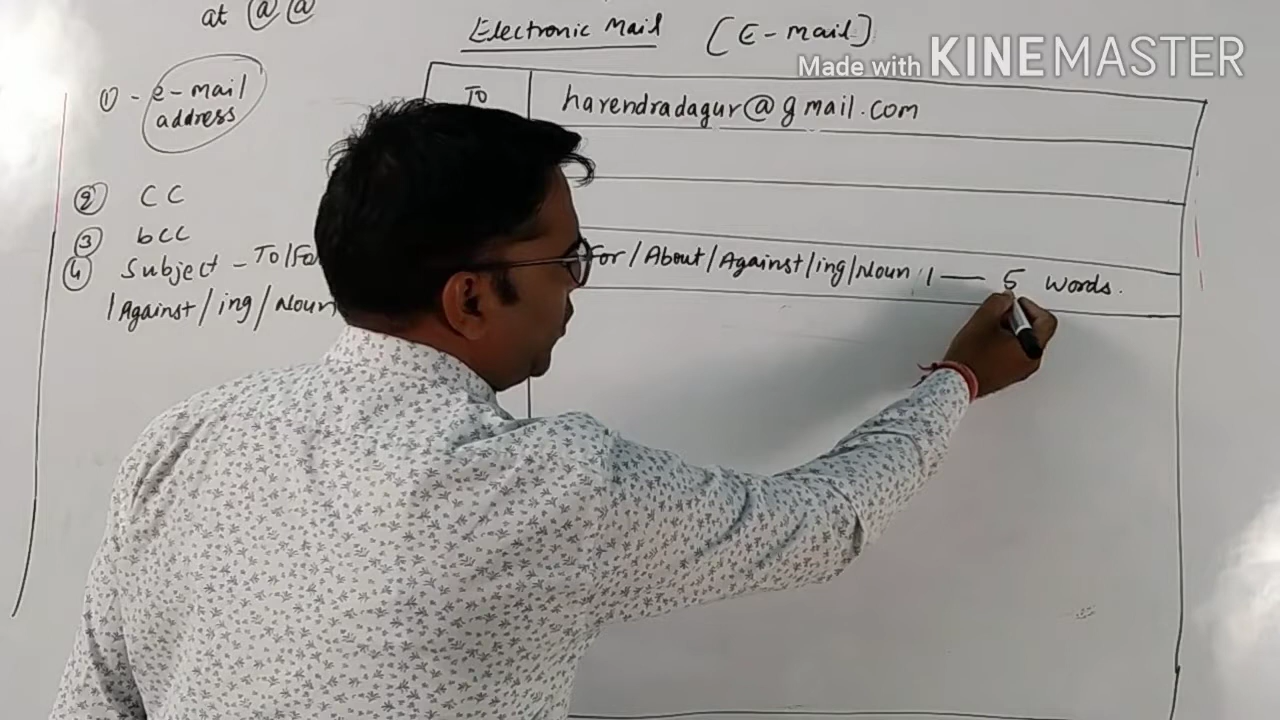 at @ @
Electronic Mail [E-mail]
Made with KINEMASTER
① - e-mail
address
TO harendradagur@gmail.com
② CC
③ bcc
④ Subject - To/Fo
/Against/ing/Noun
For/About/Against/ing/Noun 1 — 5 words.